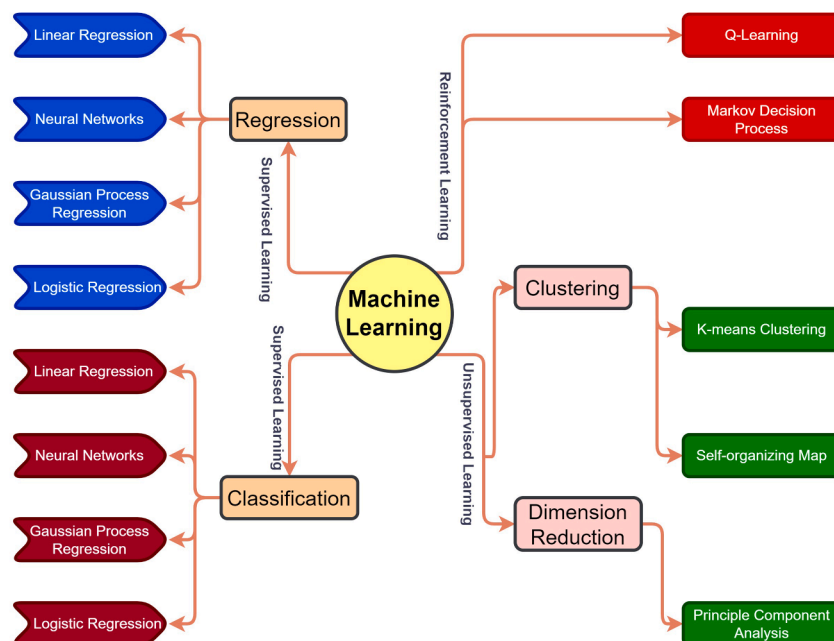 Linear Regression
Neural Networks
Gaussian Process
Regression
Logistic Regression
Regression
Supervised Learning
Linear Regression
Neural Networks
Gaussian Process
Regression
Logistic Regression
Classification
Supervised Learning
Machine
Learning
Reinforcement Learning
Q-Learning
Markov Decision
Process
Unsupervised Learning
Clustering
K-means Clustering
Self-organizing Map
Dimension
Reduction
Principle Component
Analysis